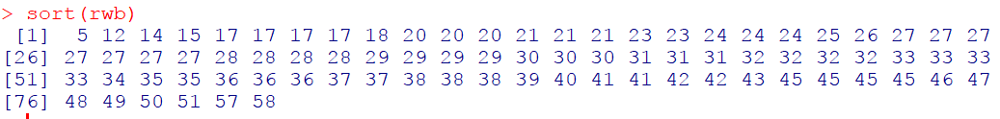 > sort(rwb)
[1] 5 12 14 15 17 17 17 17 18 20 20 20 21 21 21 23 23 24 24 24 25 26 27 27 27
[26] 27 27 27 27 28 28 28 28 29 29 29 29 30 30 30 31 31 31 32 32 32 32 33 33 33
[51] 33 34 35 35 36 36 36 37 37 38 38 38 39 40 41 41 42 42 43 45 45 45 45 46 47
[76] 48 49 50 51 57 58